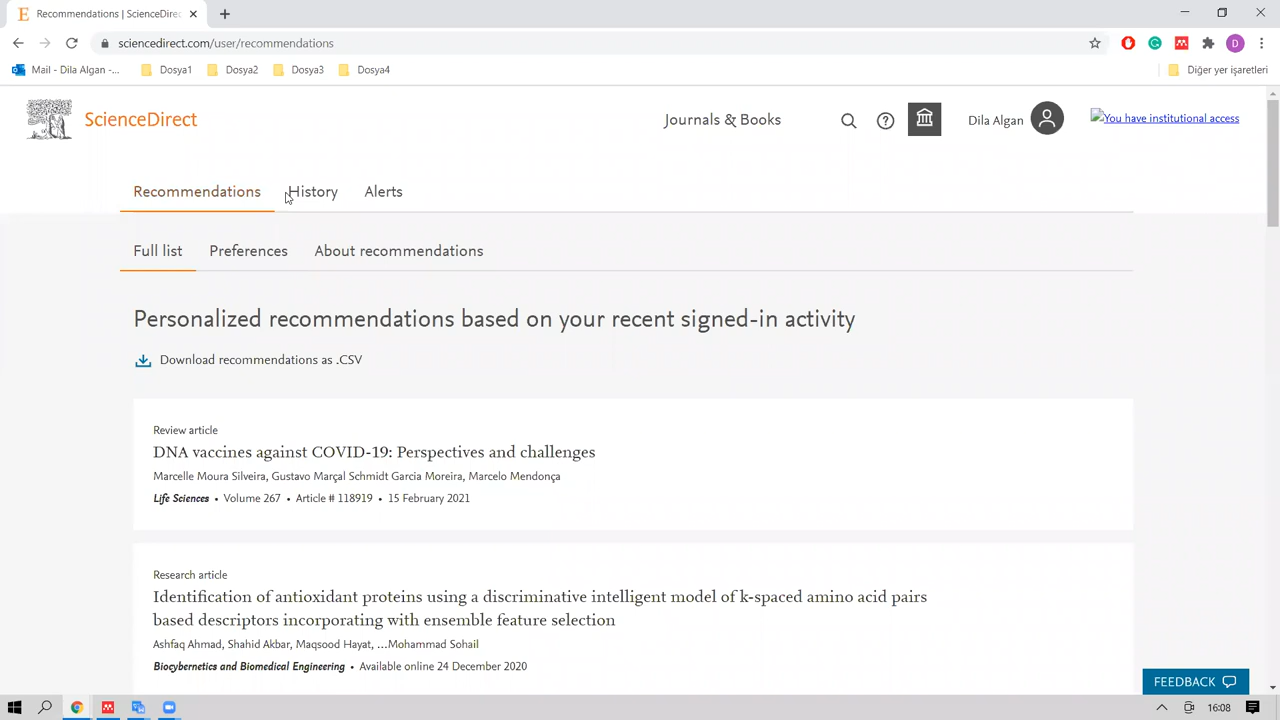 Recommendations | ScienceDirec
sciencedirect.com/user/recommendations
D
Mail - Dila Algan -...
Dosya1
Dosya2
Dosya3
Dosya4
Diğer yer işaretleri
ScienceDirect
Journals & Books
Dila Algan
You have institutional access
Recommendations
History
Alerts
Full list
Preferences
About recommendations
Personalized recommendations based on your recent signed-in activity
Download recommendations as .CSV
Review article
DNA vaccines against COVID-19: Perspectives and challenges
Marcelle Moura Silveira, Gustavo Marçal Schmidt Garcia Moreira, Marcelo Mendonça
Life Sciences • Volume 267 • Article # 118919 • 15 February 2021
Research article
Identification of antioxidant proteins using a discriminative intelligent model of k-spaced amino acid pairs
based descriptors incorporating with ensemble feature selection
Ashfaq Ahmad, Shahid Akbar, Maqsood Hayat, ...Mohammad Sohail
Biocybernetics and Biomedical Engineering • Available online 24 December 2020
FEEDBACK
16:08